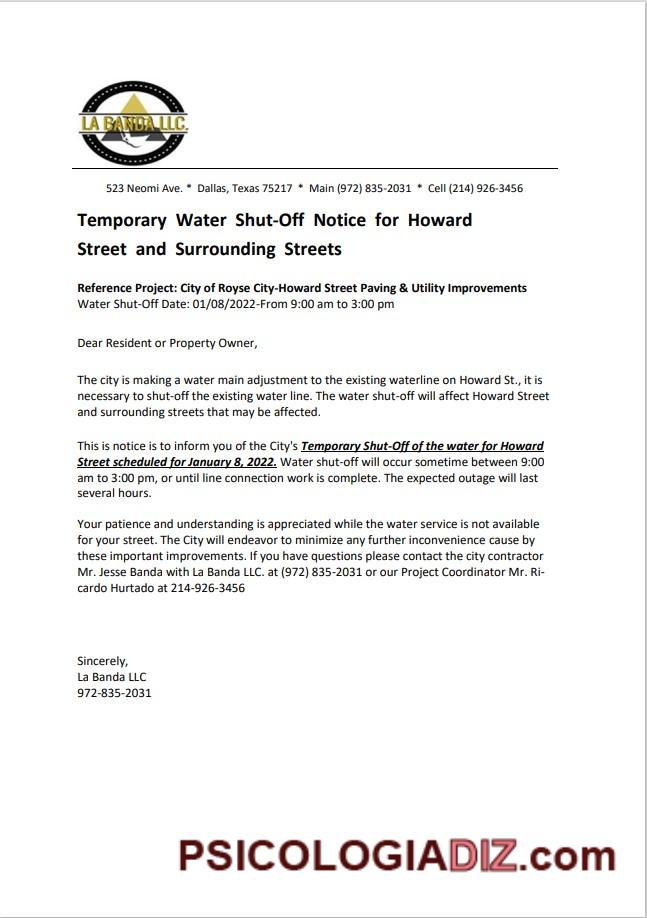 LA BANDA LLC.
523 Neomi Ave. * Dallas, Texas 75217 * Main (972) 835-2031 * Cell (214) 926-3456
Temporary Water Shut-Off Notice for Howard
Street and Surrounding Streets
Reference Project: City of Royse City-Howard Street Paving & Utility Improvements
Water Shut-Off Date: 01/08/2022-From 9:00 am to 3:00 pm
Dear Resident or Property Owner,
The city is making a water main adjustment to the existing waterline on Howard St., it is
necessary to shut-off the existing water line. The water shut-off will affect Howard Street
and surrounding streets that may be affected.
This is notice is to inform you of the City's Temporary Shut-Off of the water for Howard
Street scheduled for January 8, 2022. Water shut-off will occur sometime between 9:00
am to 3:00 pm, or until line connection work is complete. The expected outage will last
several hours.
Your patience and understanding is appreciated while the water service is not available
for your street. The City will endeavor to minimize any further inconvenience cause by
these important improvements. If you have questions please contact the city contractor
Mr. Jesse Banda with La Banda LLC. at (972) 835-2031 or our Project Coordinator Mr. Ri-
cardo Hurtado at 214-926-3456
Sincerely,
La Banda LLC
972-835-2031
PSICOLOGIADIZ.com